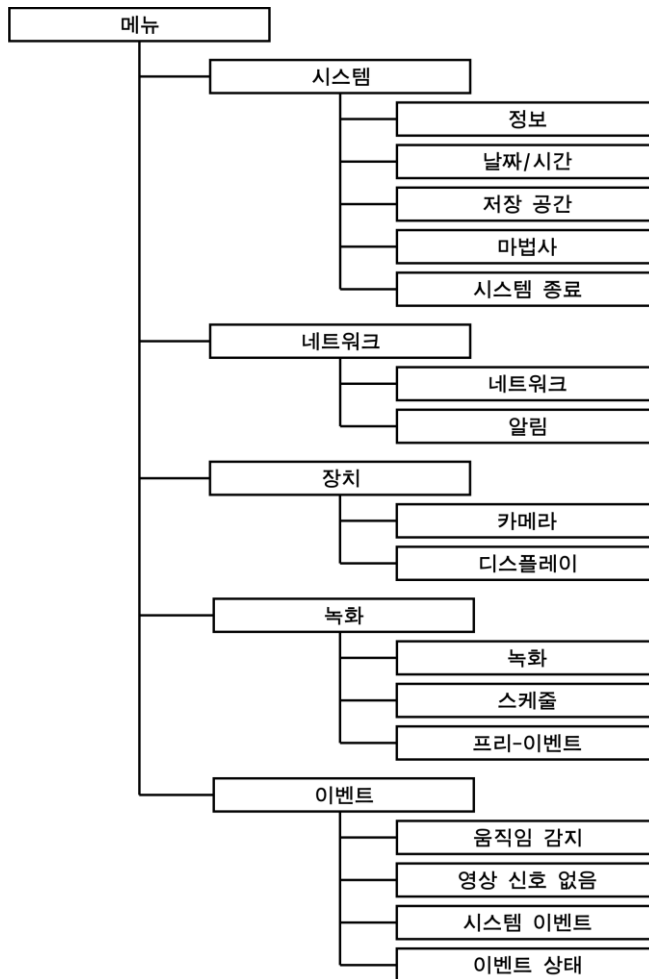 메뉴
시스템
정보
날짜/시간
저장 공간
마법사
시스템 종료
네트워크
네트워크
알림
장치
카메라
디스플레이
녹화
녹화
스케줄
프리-이벤트
이벤트
움직임 감지
영상 신호 없음
시스템 이벤트
이벤트 상태